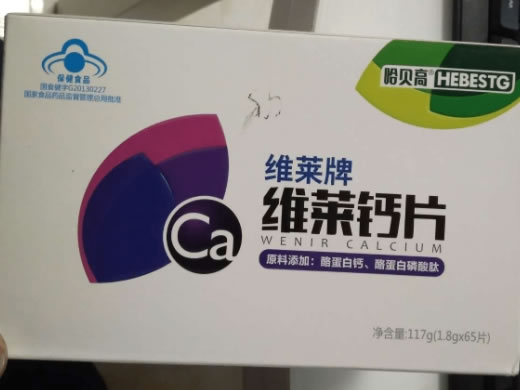 保健食品
国食健字G20130227
国家食品药品监督管理局批准
哈贝高® HEBESTG
维莱牌
维莱钙片
Ca
WENIR CALCIUM
原料添加：酪蛋白钙、酪蛋白磷酸肽
净含量:117g(1.8gx65片)